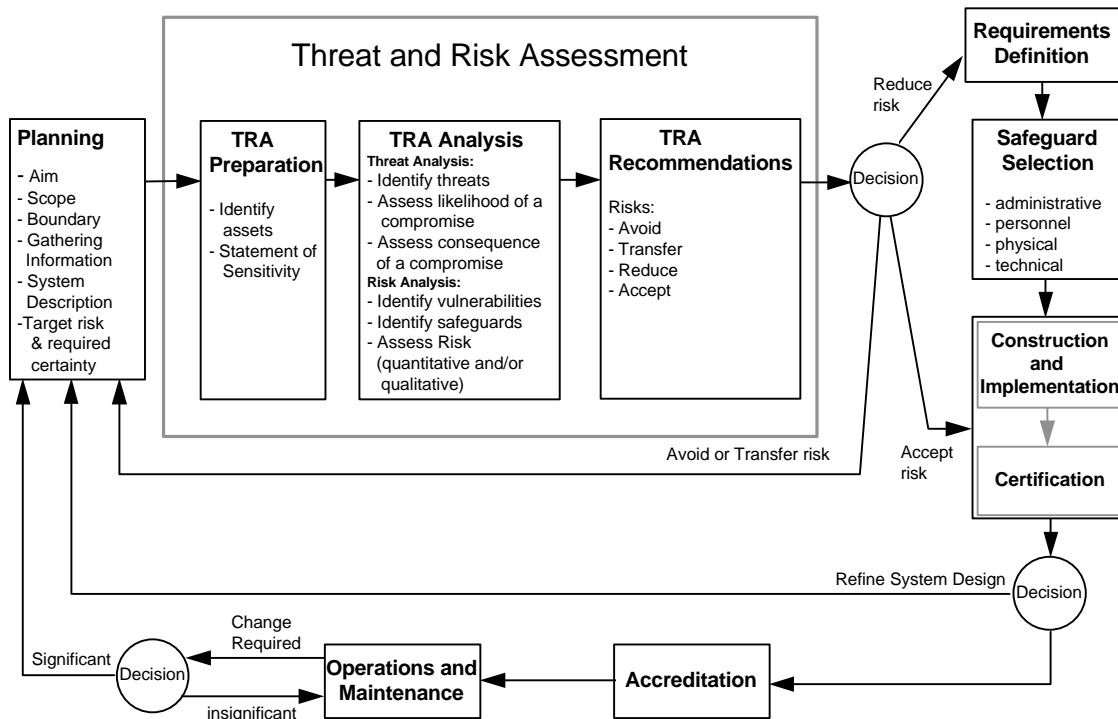 Threat and Risk Assessment
Planning
- Aim
- Scope
- Boundary
- Gathering
Information
- System
Description
-Target risk
& required
certainty
TRA
Preparation
- Identify
assets
- Statement of
Sensitivity
TRA Analysis
Threat Analysis:
- Identify threats
- Assess likelihood of a
compromise
- Assess consequence
of a compromise
Risk Analysis:
- Identify vulnerabilities
- Identify safeguards
- Assess Risk
(quantitative and/or
qualitative)
TRA
Recommendations
Risks:
- Avoid
- Transfer
- Reduce
- Accept
Decision
Reduce
risk
Requirements
Definition
Safeguard
Selection
- administrative
- personnel
- physical
- technical
Construction
and
Implementation
Certification
Accept
risk
Avoid or Transfer risk
Decision
Refine System Design
Accreditation
Operations and
Maintenance
Change
Required
Decision
Significant
insignificant